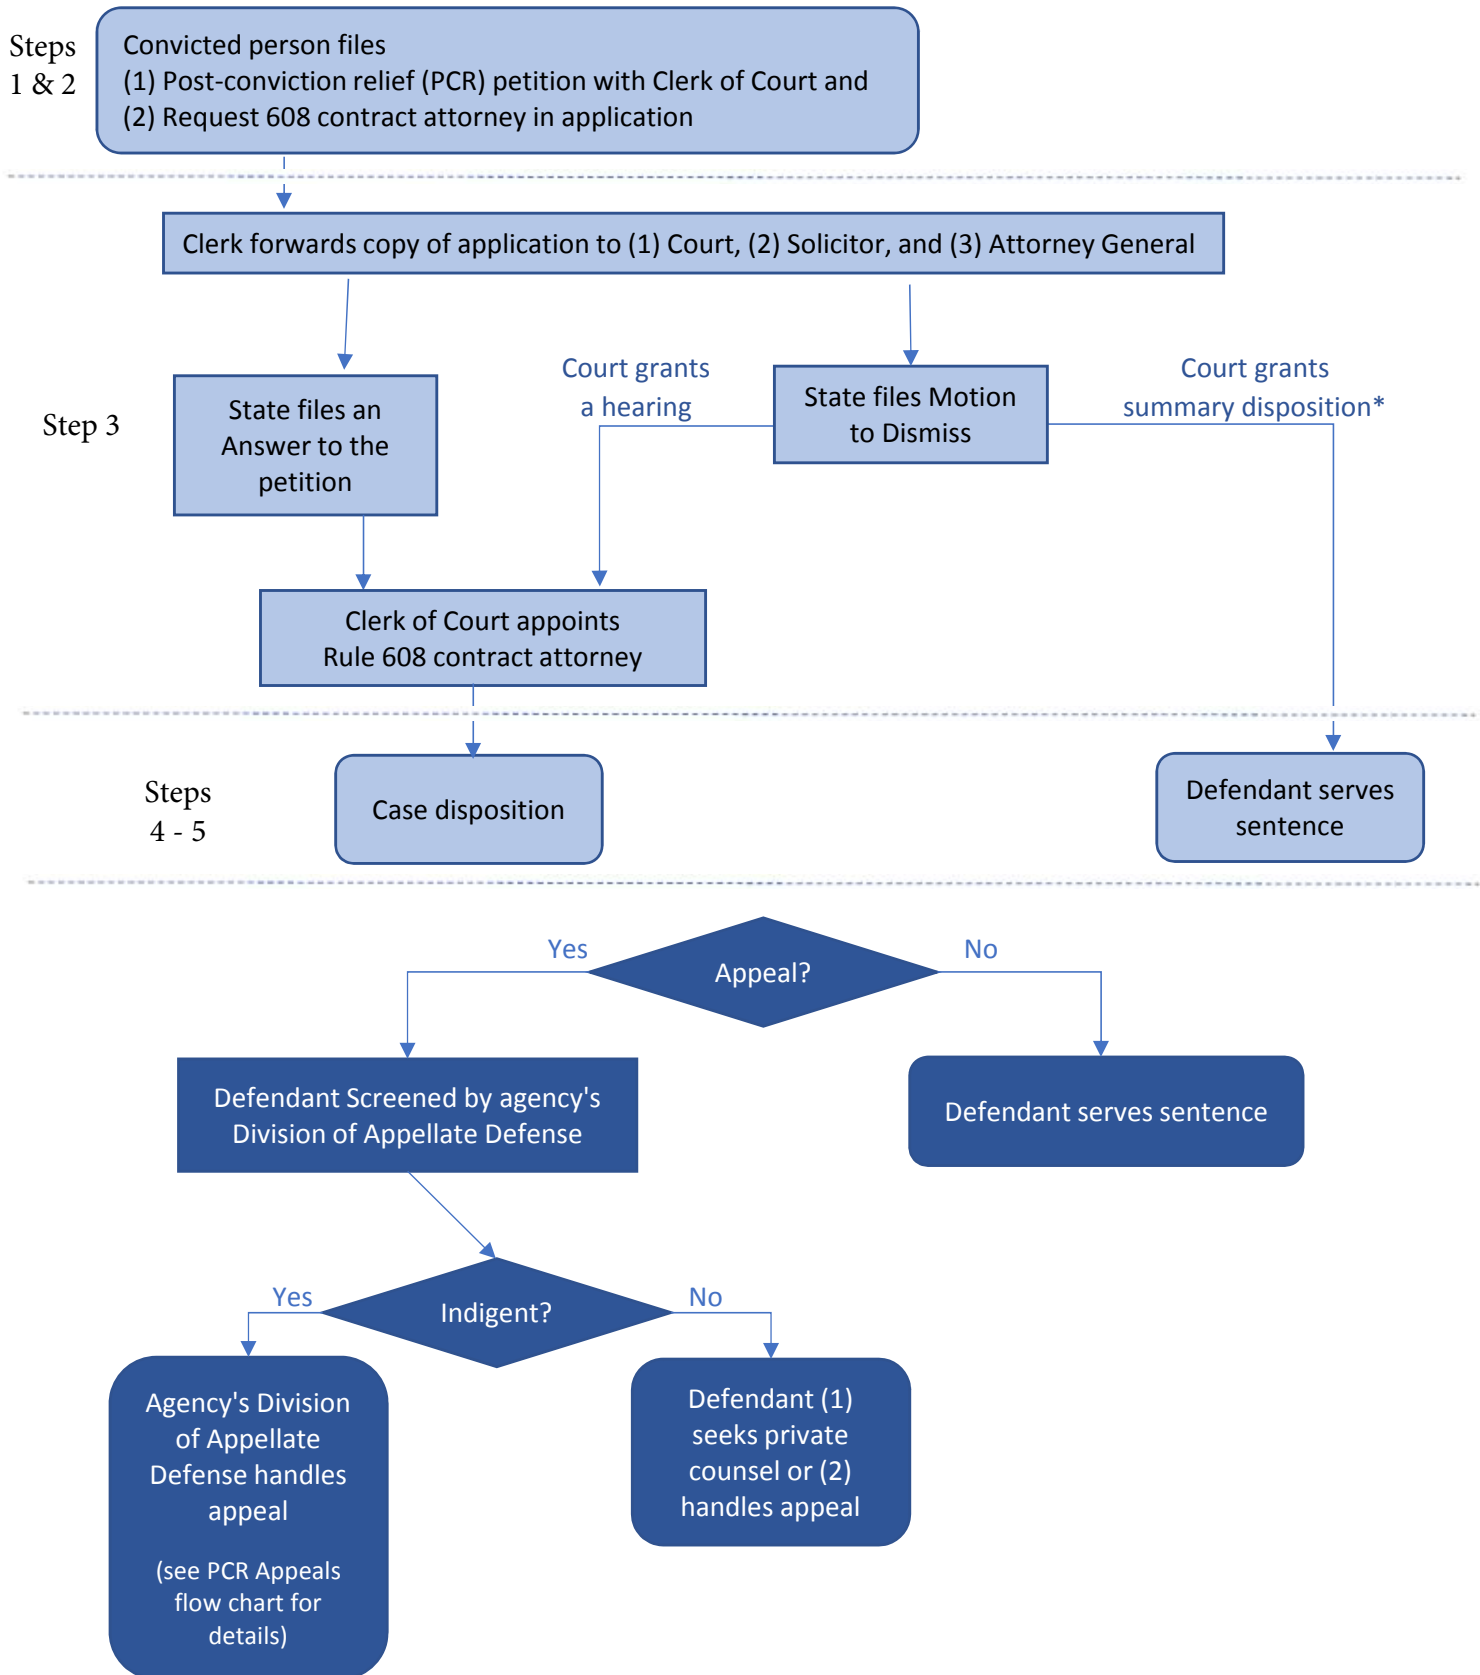 Steps
1 & 2
Convicted person files
(1) Post-conviction relief (PCR) petition with Clerk of Court and
(2) Request 608 contract attorney in application
Clerk forwards copy of application to (1) Court, (2) Solicitor, and (3) Attorney General
Step 3
State files an
Answer to the
petition
Court grants
a hearing
State files Motion
to Dismiss
Court grants
summary disposition*
Clerk of Court appoints
Rule 608 contract attorney
Steps
4 - 5
Case disposition
Defendant serves
sentence
Yes
Appeal?
No
Defendant Screened by agency's
Division of Appellate Defense
Defendant serves sentence
Yes
Indigent?
No
Agency's Division
of Appellate
Defense handles
appeal
(see PCR Appeals
flow chart for
details)
Defendant (1)
seeks private
counsel or (2)
handles appeal